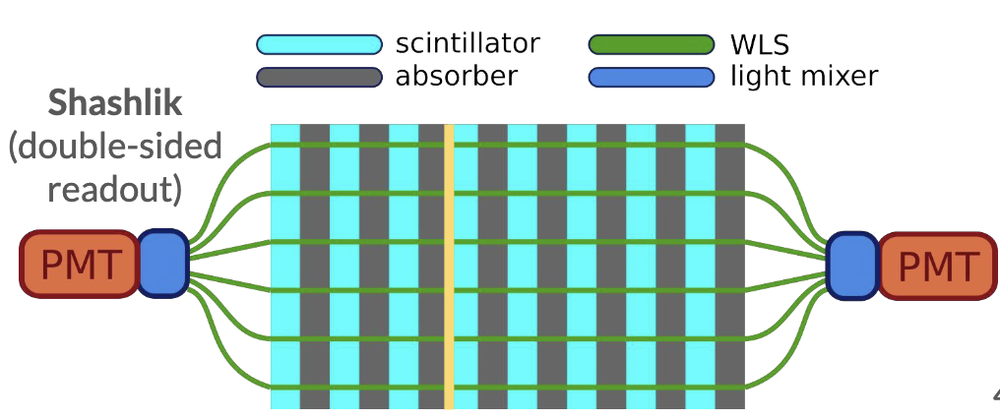 scintillator
WLS
absorber
light mixer
Shashlik
(double-sided
readout)
PMT
PMT